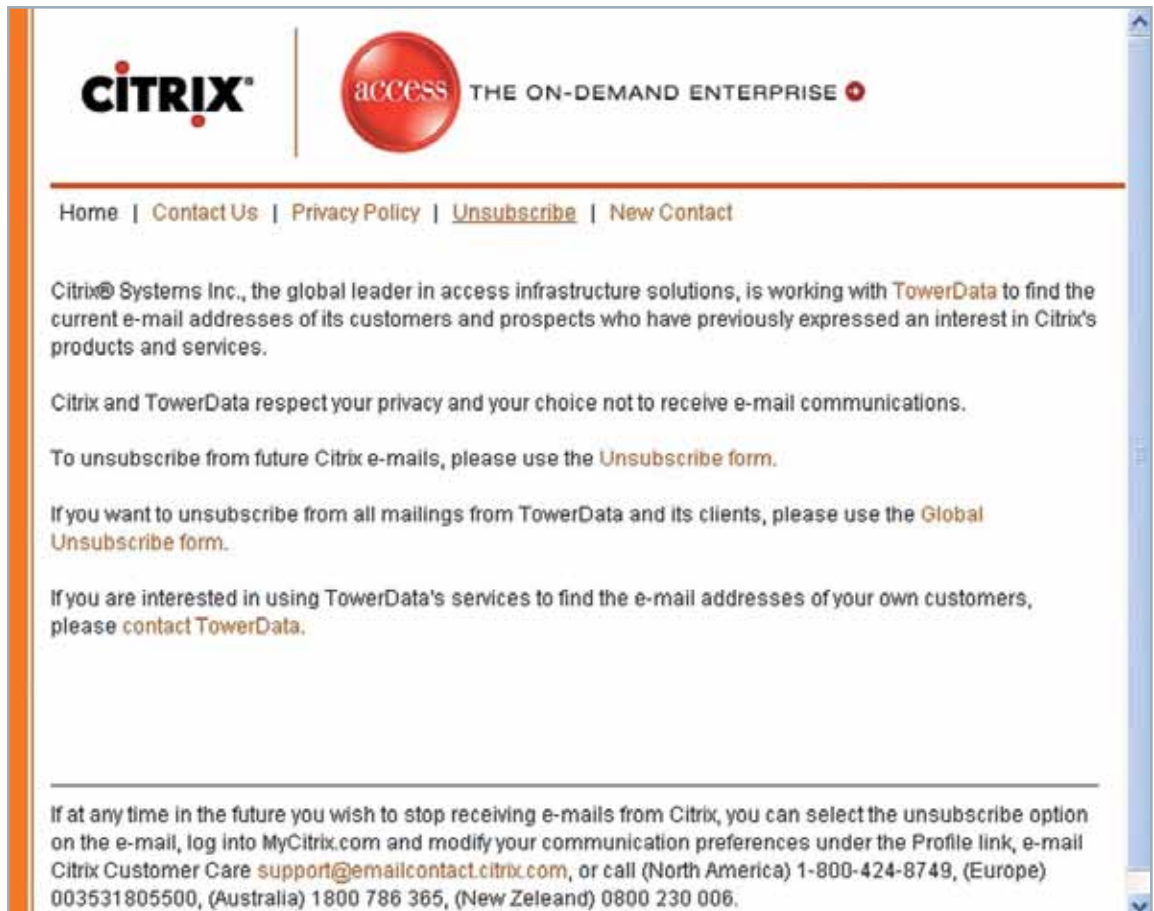 CITRIX®
access THE ON-DEMAND ENTERPRISE
Home | Contact Us | Privacy Policy | Unsubscribe | New Contact
Citrix® Systems Inc., the global leader in access infrastructure solutions, is working with TowerData to find the
current e-mail addresses of its customers and prospects who have previously expressed an interest in Citrix's
products and services.
Citrix and TowerData respect your privacy and your choice not to receive e-mail communications.
To unsubscribe from future Citrix e-mails, please use the Unsubscribe form.
If you want to unsubscribe from all mailings from TowerData and its clients, please use the Global
Unsubscribe form.
If you are interested in using TowerData's services to find the e-mail addresses of your own customers,
please contact TowerData.
If at any time in the future you wish to stop receiving e-mails from Citrix, you can select the unsubscribe option
on the e-mail, log into MyCitrix.com and modify your communication preferences under the Profile link, e-mail
Citrix Customer Care support@emailcontact.citrix.com, or call (North America) 1-800-424-8749, (Europe)
003531805500, (Australia) 1800 786 365, (New Zeleand) 0800 230 006.